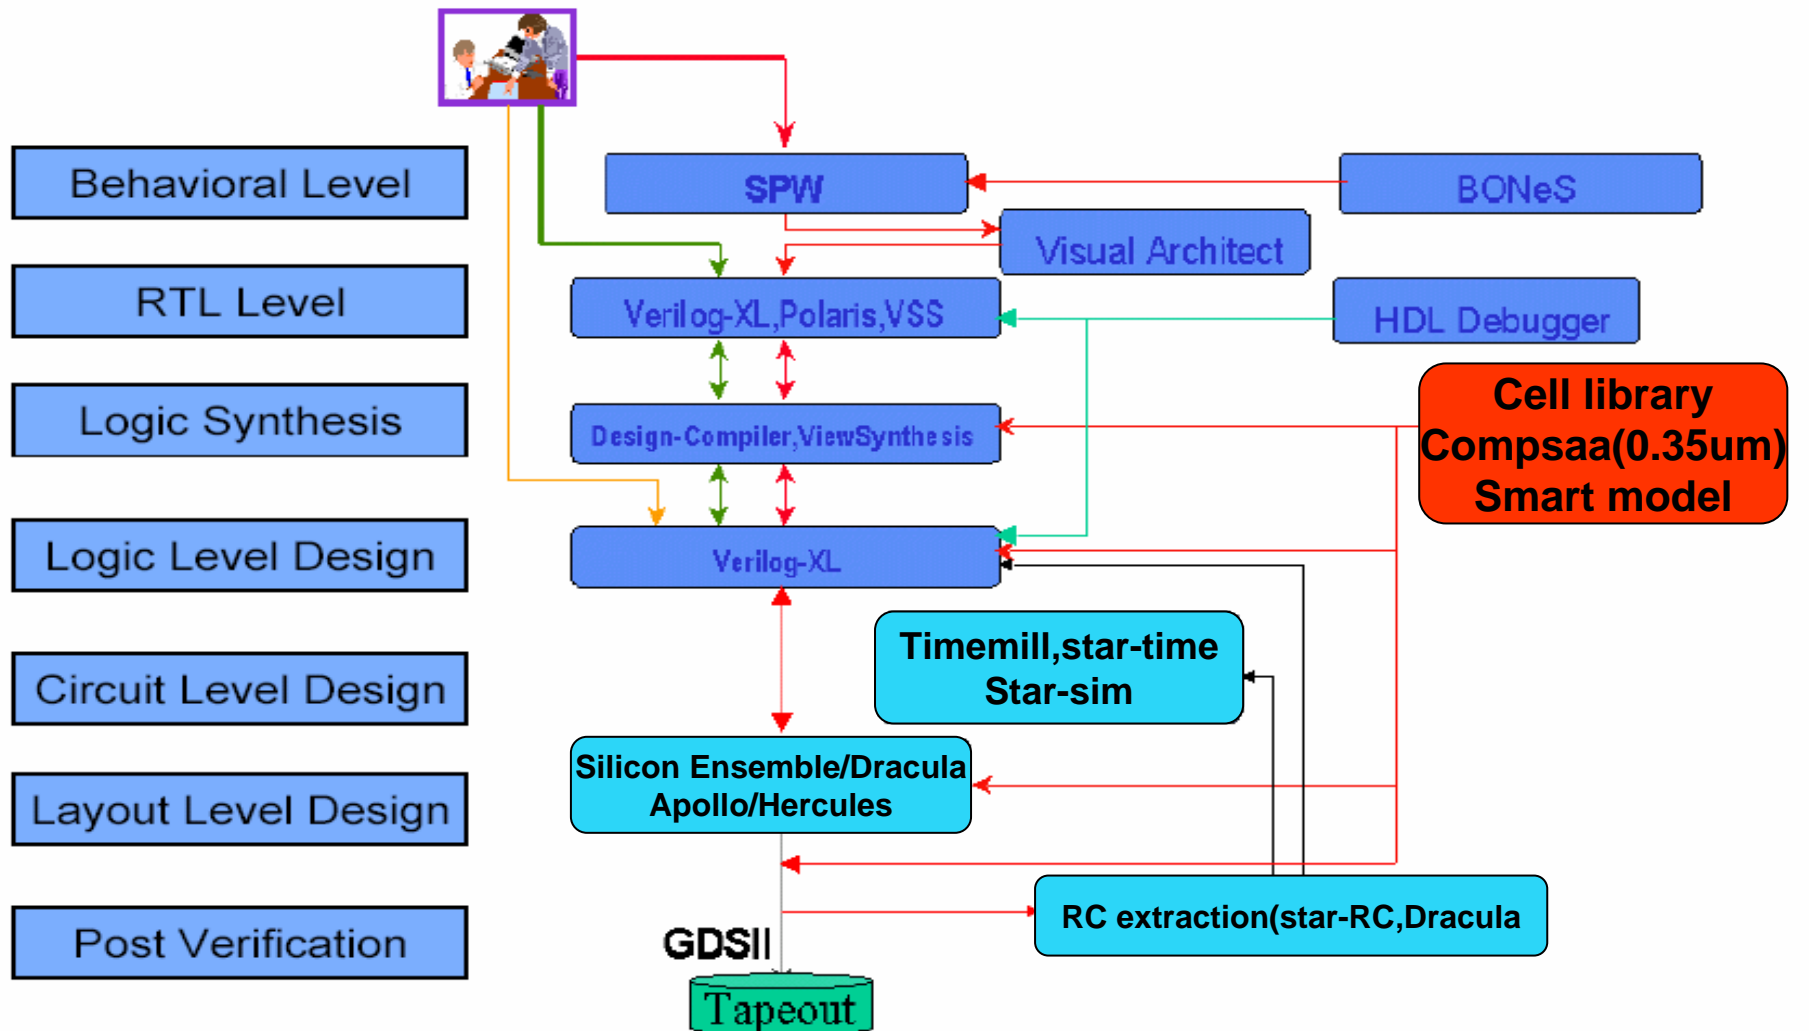 Behavioral Level
SPW
BONeS
Visual Architect
RTL Level
Verilog-XL,Polaris,VSS
HDL Debugger
Logic Synthesis
Design-Compiler,ViewSynthesis
Cell library
Compsaa(0.35um)
Smart model
Logic Level Design
Verilog-XL
Circuit Level Design
Timemill,star-time
Star-sim
Layout Level Design
Silicon Ensemble/Dracula
Apollo/Hercules
Post Verification
RC extraction(star-RC,Dracula
GDSII
Tapeout